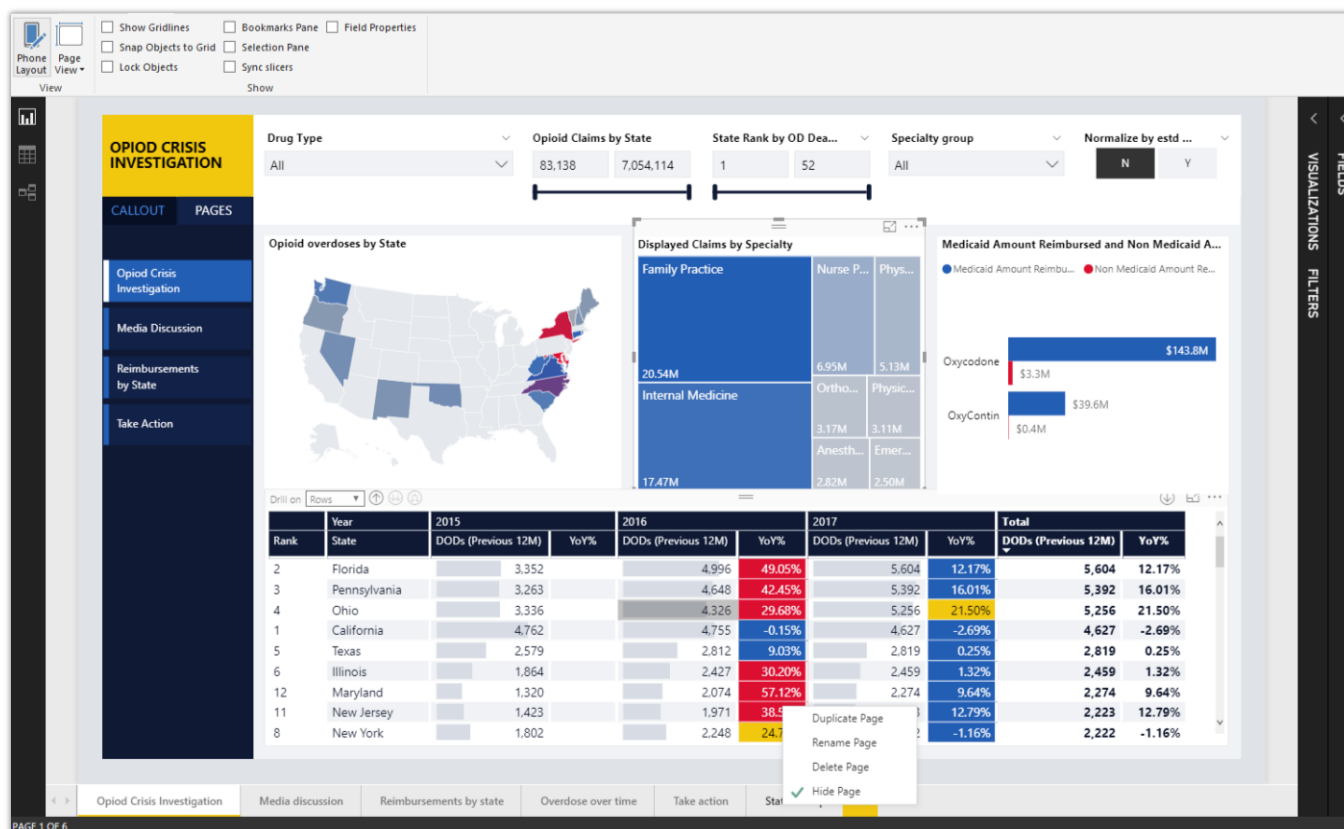 Show Gridlines
Bookmarks Pane
Field Properties
Snap Objects to Grid
Selection Pane
Lock Objects
Sync slicers
Phone
Layout
Page
View
View
Show
OPIOD CRISIS
INVESTIGATION
CALLOUT
PAGES
Opiod Crisis
Investigation
Media Discussion
Reimbursements
by State
Take Action
Drug Type
All
Opioid Claims by State
83,138
7,054,114
State Rank by OD Dea...
1
52
Specialty group
All
Normalize by estd ...
N
Y
VISUALIZATIONS
FILTERS
FIELDS
Opioid overdoses by State
Displayed Claims by Specialty
Family Practice
20.54M
Internal Medicine
17.47M
Nurse P...
6.95M
Phys...
5.13M
Ortho...
3.17M
Physic...
3.11M
Anesth...
2.82M
Emer...
2.50M
Medicaid Amount Reimbursed and Non Medicaid A...
Medicaid Amount Reimbu...
Non Medicaid Amount Re...
Oxycodone
$143.8M
$3.3M
OxyContin
$39.6M
$0.4M
Drill on
Rows
Year 2015 2016 2017 Total
Rank State DODs (Previous 12M) YoY% DODs (Previous 12M) YoY% DODs (Previous 12M) YoY% DODs (Previous 12M) YoY%
2 Florida 3,352 4,996 49.05% 5,604 12.17% 5,604 12.17%
3 Pennsylvania 3,263 4,648 42.45% 5,392 16.01% 5,392 16.01%
4 Ohio 3,336 4,326 29.68% 5,256 21.50% 5,256 21.50%
1 California 4,762 4,755 -0.15% 4,627 -2.69% 4,627 -2.69%
5 Texas 2,579 2,812 9.03% 2,819 0.25% 2,819 0.25%
6 Illinois 1,864 2,427 30.20% 2,459 1.32% 2,459 1.32%
12 Maryland 1,320 2,074 57.12% 2,274 9.64% 2,274 9.64%
11 New Jersey 1,423 1,971 12.79% 2,223 12.79%
8 New York 1,802 2,248 -1.16% 2,222 -1.16%
Duplicate Page
Rename Page
Delete Page
Hide Page
Opiod Crisis Investigation
Media discussion
Reimbursements by state
Overdose over time
Take action
PAGE 1 OF 6